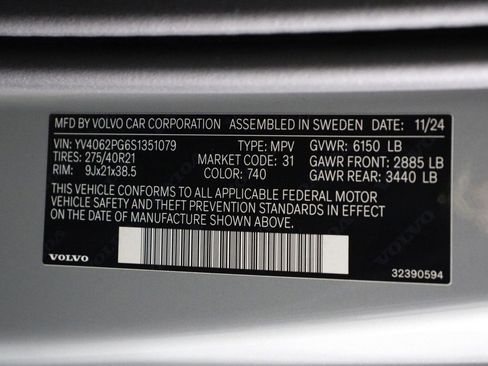 MFD BY VOLVO CAR CORPORATION ASSEMBLED IN SWEDEN DATE: 11/24
VIN: YV4062PG6S1351079 TYPE: MPV GVWR: 6150 LB
TIRES: 275/40R21 MARKET CODE: 31 GAWR FRONT: 2885 LB
RIM: 9Jx21x38.5 COLOR: 740 GAWR REAR: 3440 LB
THIS VEHICLE CONFORMS TO ALL APPLICABLE FEDERAL MOTOR
VEHICLE SAFETY AND THEFT PREVENTION STANDARDS IN EFFECT
ON THE DATE OF MANUFACTURE SHOWN ABOVE.
VOLVO 32390594